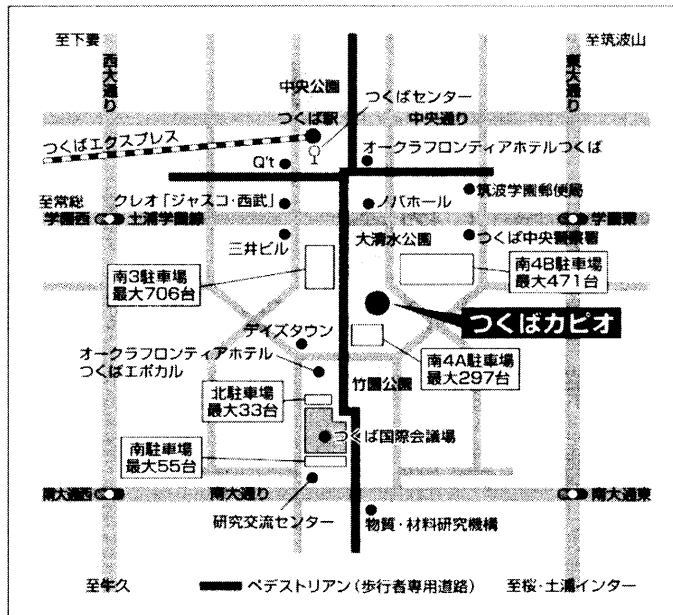 至下妻
至筑波山
西大通り
東大通り
中央公園
つくば駅
つくばセンター
中央通り
つくばエクスプレス
オークラフロンティアホテルつくば
Q't
至常総
クレオ「ジャスコ・西武」
ノバホール
筑波学園郵便局
学園西
土浦学園線
学園東
三井ビル
大清水公園
つくば中央警察署
南3駐車場
最大706台
南4B駐車場
最大471台
つくばカピオ
デイズタウン
オークラフロンティアホテル
つくばエポカル
南4A駐車場
最大297台
竹園公園
北駐車場
最大33台
つくば国際会議場
南駐車場
最大55台
南大通西
南大通り
南大通東
研究交流センター
物質・材料研究機構
至牛久
ペデストリアン（歩行者専用道路）
至桜・土浦インター